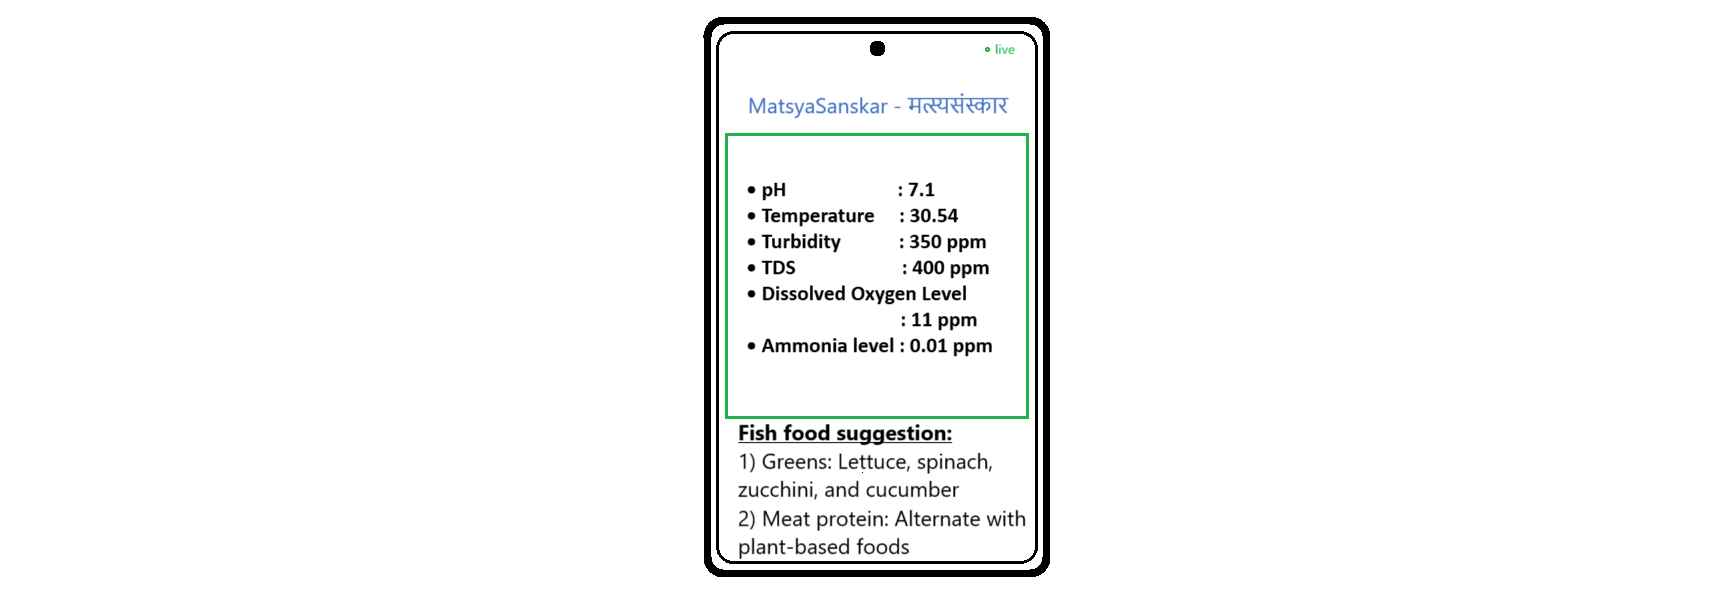 • live
MatsyaSanskar - मत्स्यसंस्कार
• pH : 7.1
• Temperature : 30.54
• Turbidity : 350 ppm
• TDS : 400 ppm
• Dissolved Oxygen Level
: 11 ppm
• Ammonia level : 0.01 ppm
Fish food suggestion:
1) Greens: Lettuce, spinach,
zucchini, and cucumber
2) Meat protein: Alternate with
plant-based foods